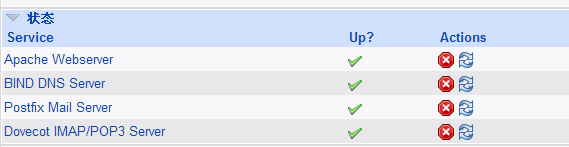 状态
Service Up? Actions
Apache Webserver
BIND DNS Server
Postfix Mail Server
Dovecot IMAP/POP3 Server